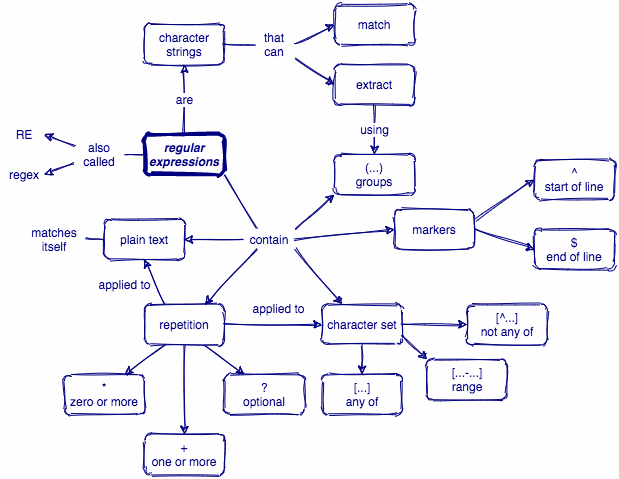 character
strings
that
can
match
extract
are
using
RE
also
called
regex
regular
expressions
(...)
groups
^
start of line
matches
itself
plain text
contain
markers
$
end of line
applied to
repetition
applied to
character set
[^...]
not any of
*
zero or more
?
optional
[...]
any of
[...-...]
range
+
one or more